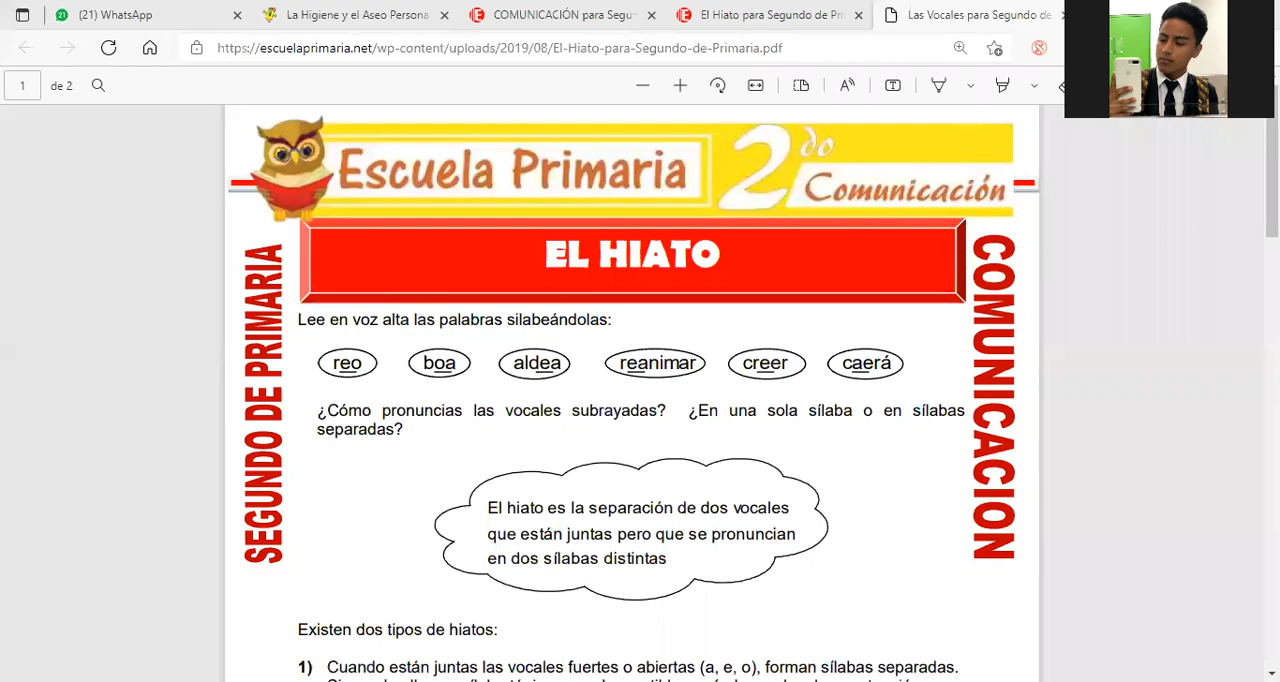 (21) WhatsApp
La Higiene y el Aseo Persona
COMUNICACIÓN para Segu
El Hiato para Segundo de Pri
Las Vocales para Segundo de
https://escuelaprimaria.net/wp-content/uploads/2019/08/El-Hiato-para-Segundo-de-Primaria.pdf
1 de 2
Escuela Primaria 2do Comunicación
SEGUNDO DE PRIMARIA
COMUNICACION
EL HIATO
Lee en voz alta las palabras silabeándolas:
reo boa aldea reanimar creer caerá
¿Cómo pronuncias las vocales subrayadas? ¿En una sola sílaba o en sílabas
separadas?
El hiato es la separación de dos vocales
que están juntas pero que se pronuncian
en dos sílabas distintas
Existen dos tipos de hiatos:
1) Cuando están juntas las vocales fuertes o abiertas (a, e, o), forman sílabas separadas.